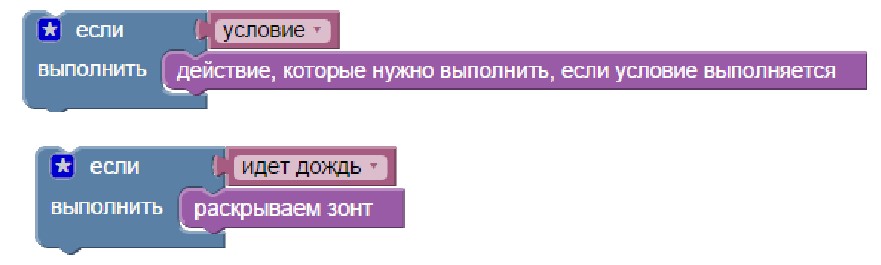 если условие
выполнить действие, которые нужно выполнить, если условие выполняется
если идет дождь
выполнить раскрываем зонт